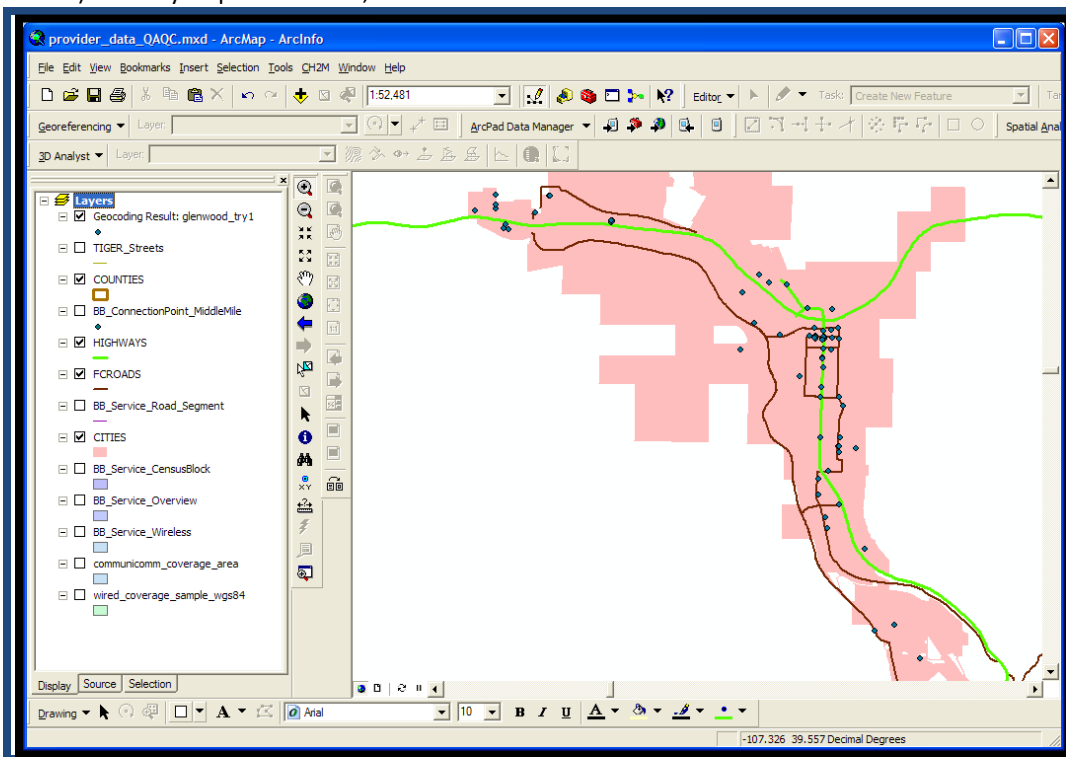 provider_data_QAQC.mxd - ArcMap - ArcInfo
File Edit View Bookmarks Insert Selection Tools CH2M Window Help
1:52,481 Editor Task: Create New Feature Tar
Georeferencing Layer: ArcPad Data Manager Spatial Anal
3D Analyst Layer:
Layers
Geocoding Result: glenwood_try1
TIGER_Streets
COUNTIES
BB_ConnectionPoint_MiddleMile
HIGHWAYS
FCROADS
BB_Service_Road_Segment
CITIES
BB_Service_CensusBlock
BB_Service_Overview
BB_Service_Wireless
communicomm_coverage_area
wired_coverage_sample_wgs84
Display Source Selection
Drawing A Arial 10 B I U A
-107.326 39.557 Decimal Degrees